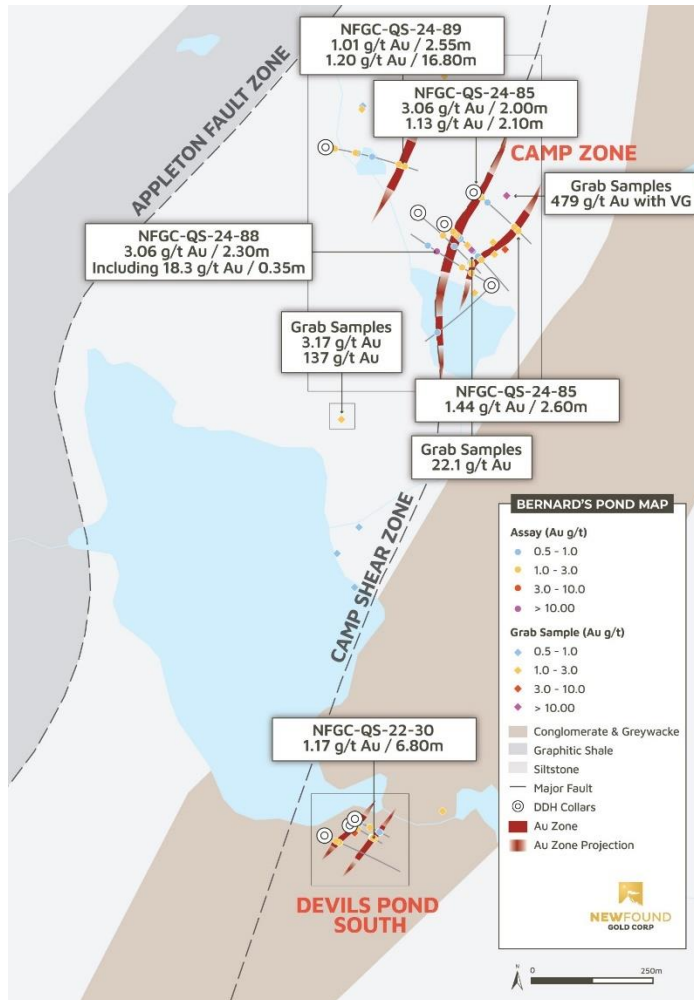 NFGC-QS-24-89
1.01 g/t Au / 2.55m
1.20 g/t Au / 16.80m
NFGC-QS-24-85
3.06 g/t Au / 2.00m
1.13 g/t Au / 2.10m
APPLETON FAULT ZONE
CAMP ZONE
Grab Samples
479 g/t Au with VG
NFGC-QS-24-88
3.06 g/t Au / 2.30m
Including 18.3 g/t Au / 0.35m
Grab Samples
3.17 g/t Au
137 g/t Au
NFGC-QS-24-85
1.44 g/t Au / 2.60m
Grab Samples
22.1 g/t Au
CAMP SHEAR ZONE
BERNARD'S POND MAP
Assay (Au g/t)
0.5 - 1.0
1.0 - 3.0
3.0 - 10.0
> 10.00
Grab Sample (Au g/t)
0.5 - 1.0
1.0 - 3.0
3.0 - 10.0
> 10.00
Conglomerate & Greywacke
Graphitic Shale
Siltstone
Major Fault
DDH Collars
Au Zone
Au Zone Projection
NFGC-QS-22-30
1.17 g/t Au / 6.80m
DEVILS POND
SOUTH
NEWFOUND
GOLD CORP
N
0 250m